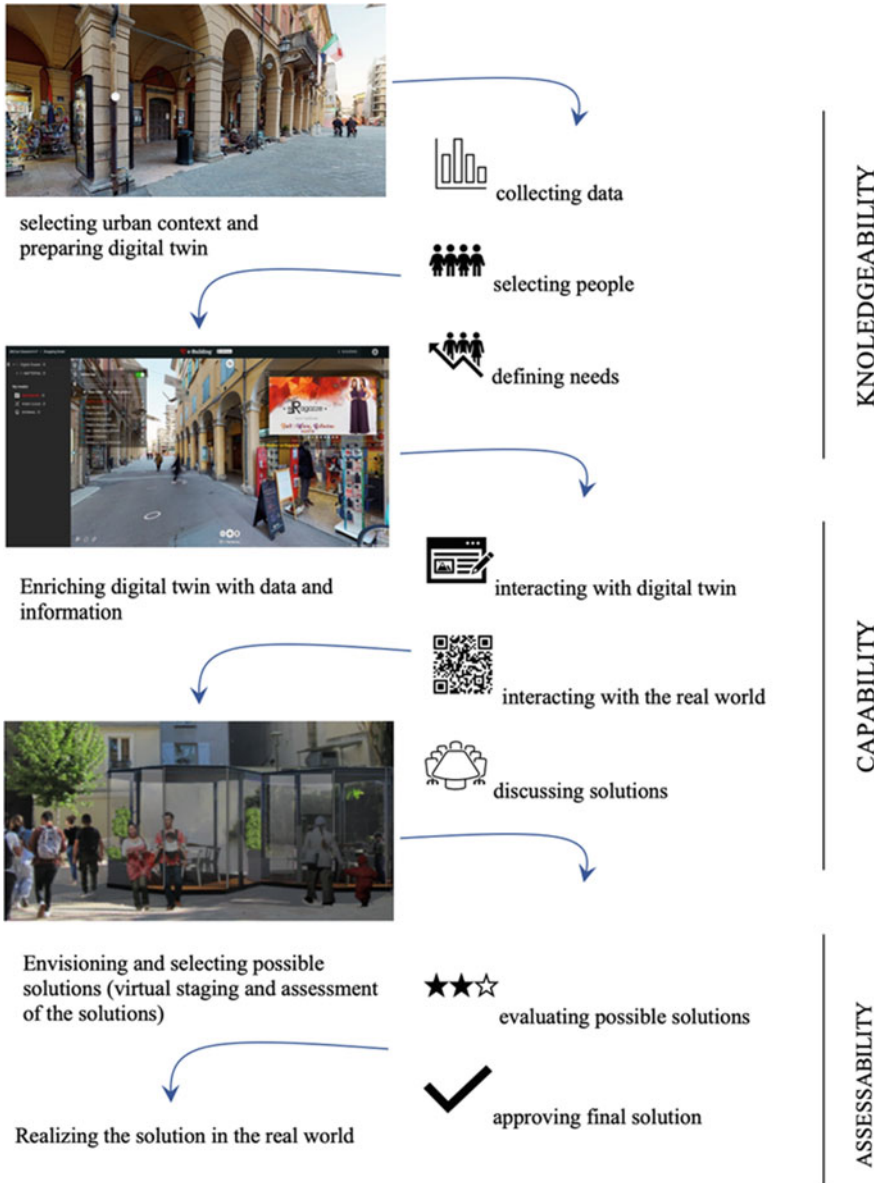 collecting data
selecting urban context and
preparing digital twin
selecting people
defining needs
KNOLEDGEABILITY
Enriching digital twin with data and
information
interacting with digital twin
interacting with the real world
discussing solutions
CAPABILITY
Envisioning and selecting possible
solutions (virtual staging and assessment
of the solutions)
evaluating possible solutions
approving final solution
Realizing the solution in the real world
ASSESSABILITY